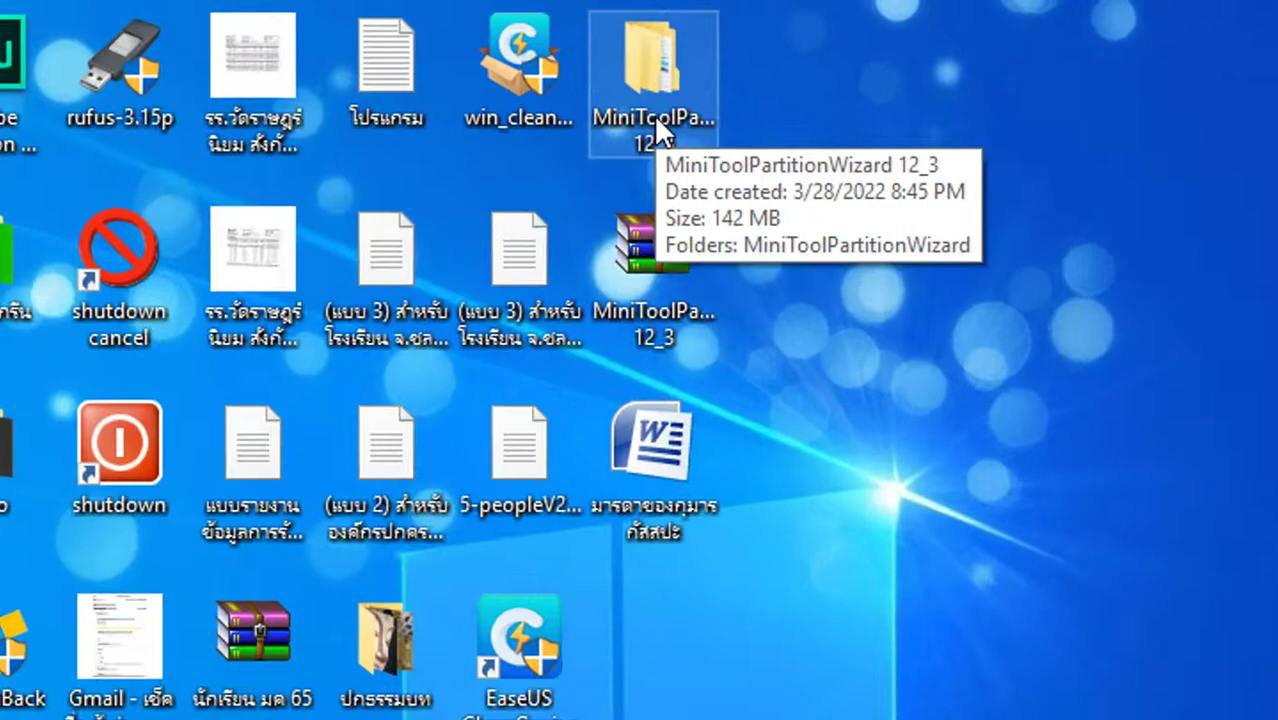 be
on ...
rufus-3.15p
รร.วัดราษฎร์
นิยม สังกั...
โปรแกรม
win_clean...
MiniToolPa...
MiniToolPartitionWizard 12_3
Date created: 3/28/2022 8:45 PM
Size: 142 MB
Folders: MiniToolPartitionWizard
กรัน
shutdown
cancel
รร.วัดราษฎร์
นิยม สังกั...
(แบบ 3) สำหรับ
โรงเรียน จ.ชล...
(แบบ 3) สำหรับ
โรงเรียน จ.ชล...
MiniToolPa...
12_3
shutdown
แบบรายงาน
ข้อมูลการรั...
(แบบ 2) สำหรับ
องค์กรปกคร...
5-peopleV2...
มารดาของกุมาร
กัสสปะ
Back
Gmail - เช็ค
นักเรียน มด 65
ปกธรรมบท
EaseUS